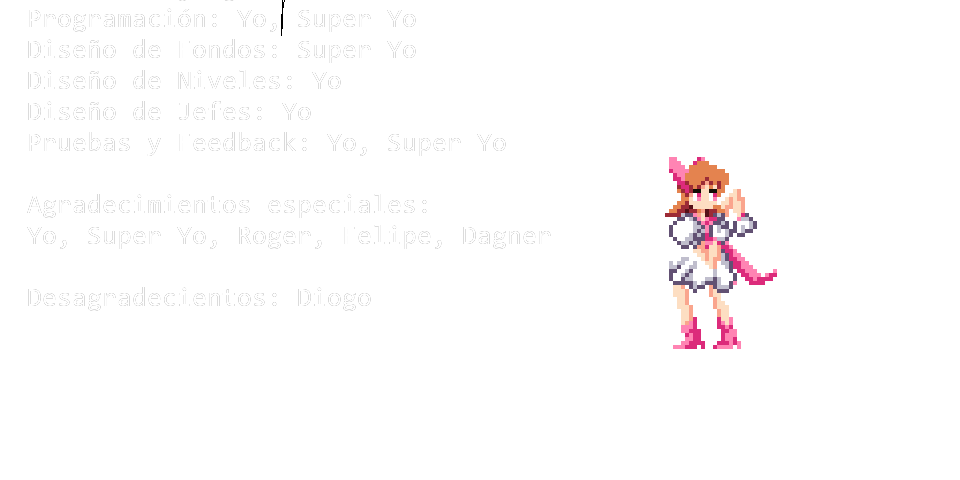 Programación: Yo, Super Yo
Diseño de Fondos: Super Yo
Diseño de Niveles: Yo
Diseño de Jefes: Yo
Pruebas y Feedback: Yo, Super Yo
Agradecimientos especiales:
Yo, Super Yo, Roger, Felipe, Dagner
Desagradecientos: Diogo